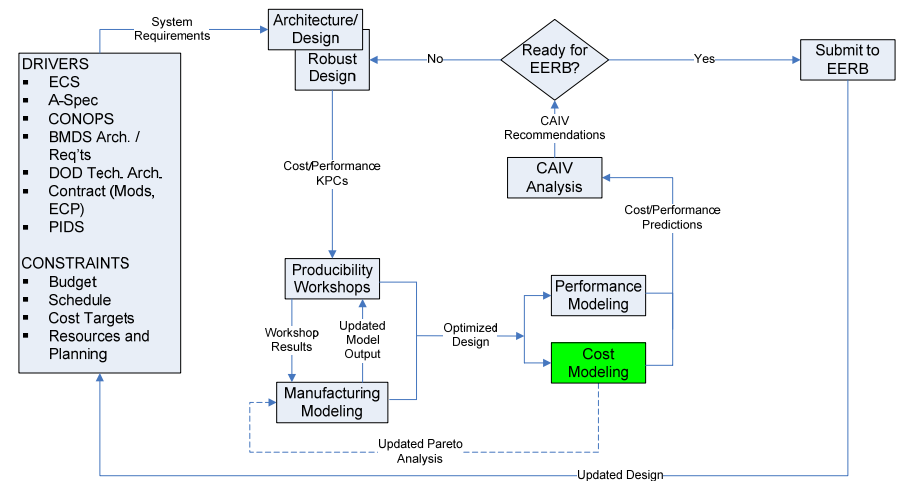 System
Requirements
Architecture/
Design
Robust
Design
No
Ready for
EERB?
Yes
Submit to
EERB
DRIVERS
▪ ECS
▪ A-Spec
▪ CONOPS
▪ BMDS Arch. /
Req'ts
▪ DOD Tech. Arch.
▪ Contract (Mods,
ECP)
▪ PIDS
CONSTRAINTS
▪ Budget
▪ Schedule
▪ Cost Targets
▪ Resources and
Planning
Cost/Performance
KPCs
CAIV
Recommendations
CAIV
Analysis
Cost/Performance
Predictions
Producibility
Workshops
Workshop
Results
Updated
Model
Output
Manufacturing
Modeling
Optimized
Design
Performance
Modeling
Cost
Modeling
Updated Pareto
Analysis
Updated Design